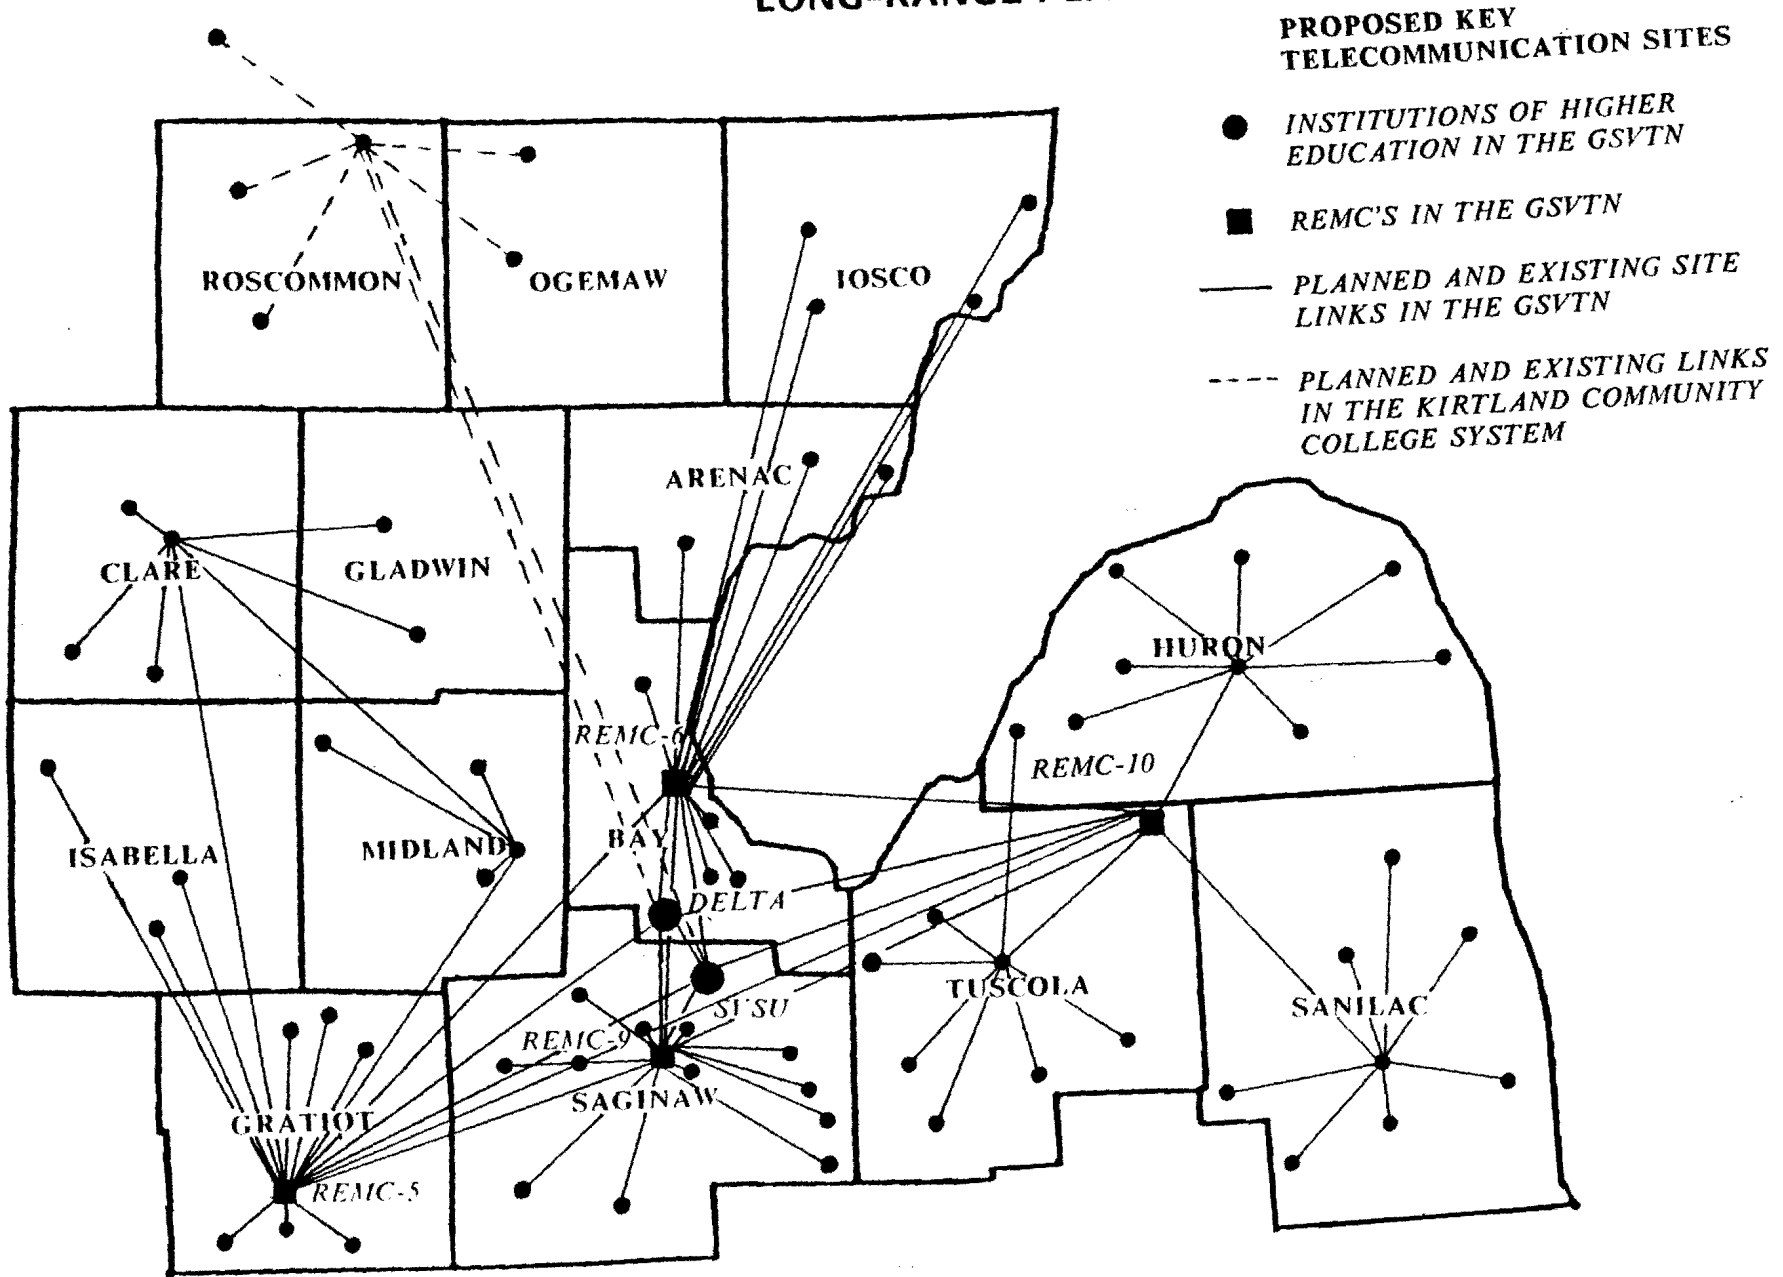 LONG-RANGE
PROPOSED KEY
TELECOMMUNICATION SITES
INSTITUTIONS OF HIGHER
EDUCATION IN THE GSVTN
REMC'S IN THE GSVTN
PLANNED AND EXISTING SITE
LINKS IN THE GSVTN
PLANNED AND EXISTING LINKS
IN THE KIRTLAND COMMUNITY
COLLEGE SYSTEM
ROSCOMMON
OGEMAW
IOSCO
ARENAC
CLARE
GLADWIN
HURON
REMC-6
REMC-10
ISABELLA
MIDLAND
BAY
DELTA
TUSCOLA
SANILAC
SVSU
REMC-9
SAGINAW
GRATIOT
REMC-5